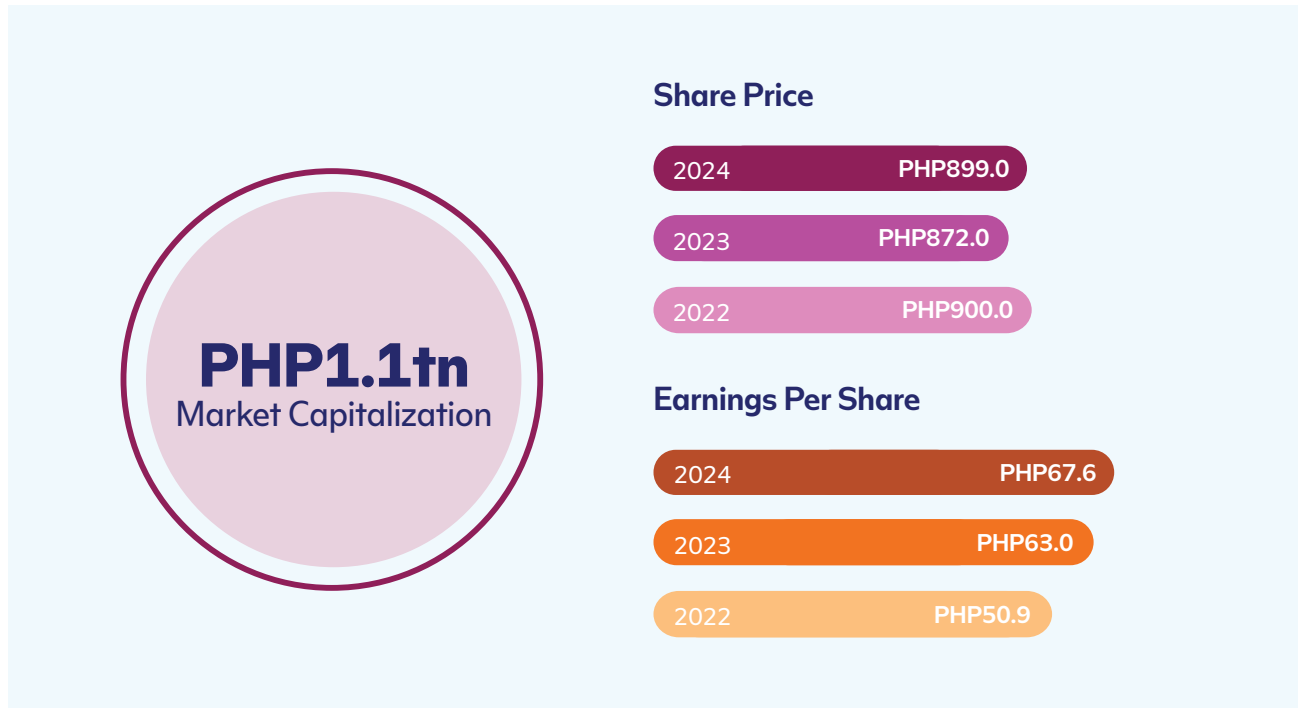 PHP1.1tn
Market Capitalization
Share Price
2024 PHP899.0
2023 PHP872.0
2022 PHP900.0
Earnings Per Share
2024 PHP67.6
2023 PHP63.0
2022 PHP50.9